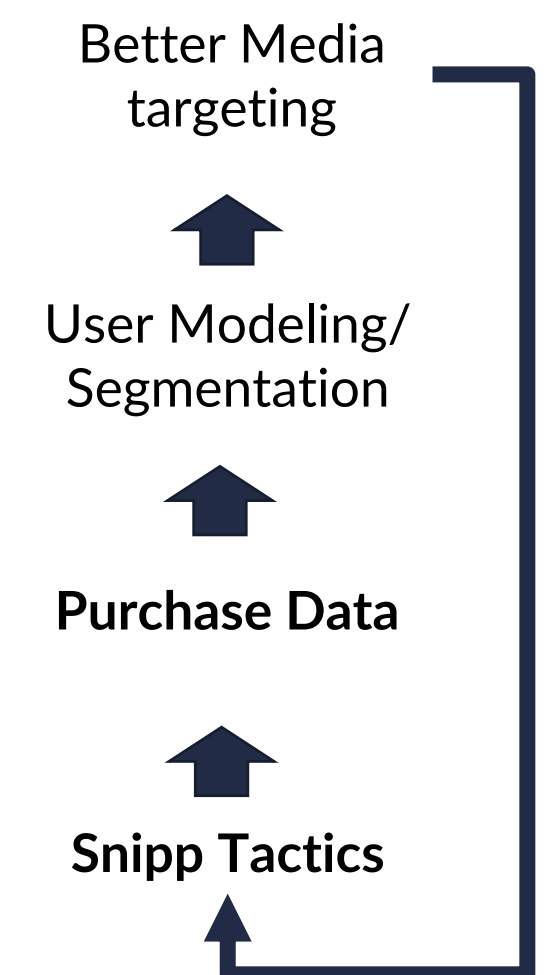 Better Media
targeting
User Modeling/
Segmentation
Purchase Data
Snipp Tactics